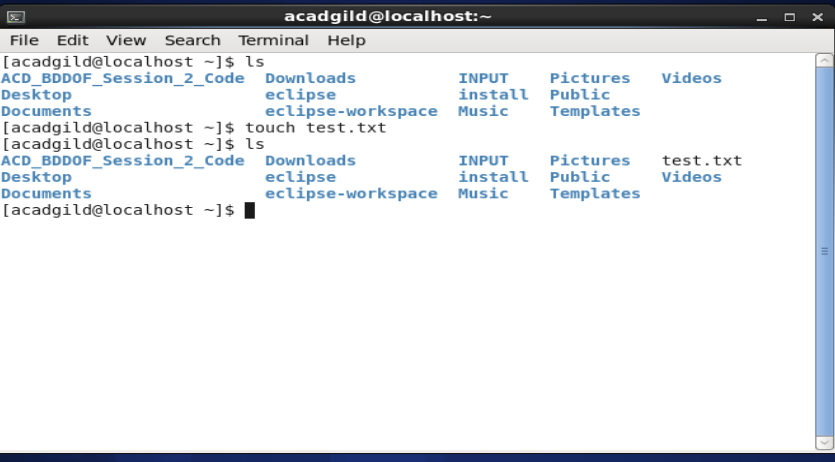 acadgild@localhost:~
File Edit View Search Terminal Help
[acadgild@localhost ~]$ ls
ACD_BDDOF_Session_2_Code  Downloads          INPUT    Pictures   Videos
Desktop                   eclipse            install  Public
Documents                 eclipse-workspace  Music    Templates
[acadgild@localhost ~]$ touch test.txt
[acadgild@localhost ~]$ ls
ACD_BDDOF_Session_2_Code  Downloads          INPUT    Pictures   test.txt
Desktop                   eclipse            install  Public     Videos
Documents                 eclipse-workspace  Music    Templates
[acadgild@localhost ~]$